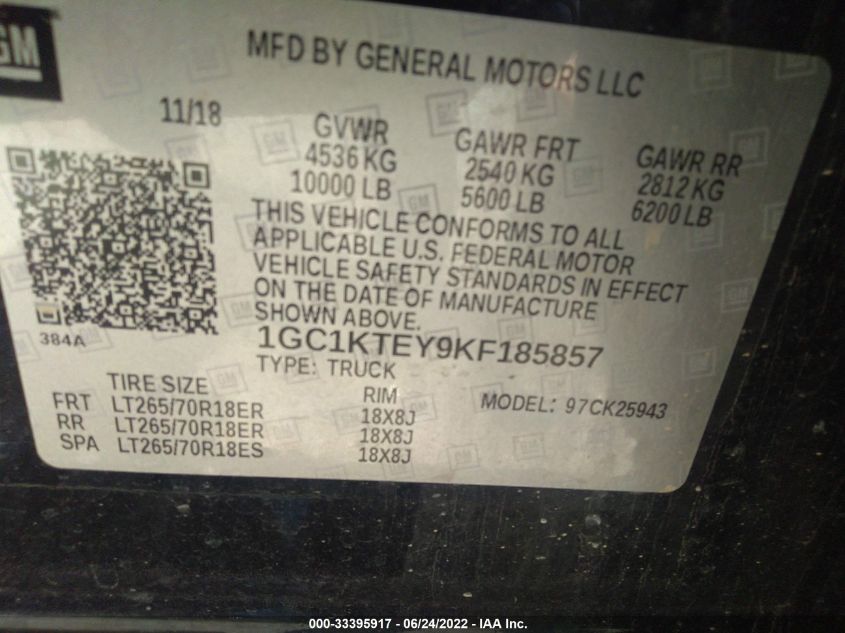 GM
MFD BY GENERAL MOTORS LLC
11/18
GVWR
4536 KG
10000 LB
GAWR FRT
2540 KG
5600 LB
GAWR RR
2812 KG
6200 LB
THIS VEHICLE CONFORMS TO ALL
APPLICABLE U.S. FEDERAL MOTOR
VEHICLE SAFETY STANDARDS IN EFFECT
ON THE DATE OF MANUFACTURE
SHOWN ABOVE.
384A
1GC1KTEY9KF185857
TYPE: TRUCK
MODEL: 97CK25943
TIRE SIZE RIM
FRT LT265/70R18ER 18X8J
RR LT265/70R18ER 18X8J
SPA LT265/70R18ES 18X8J
000-33395917 - 06/24/2022 - IAA Inc.